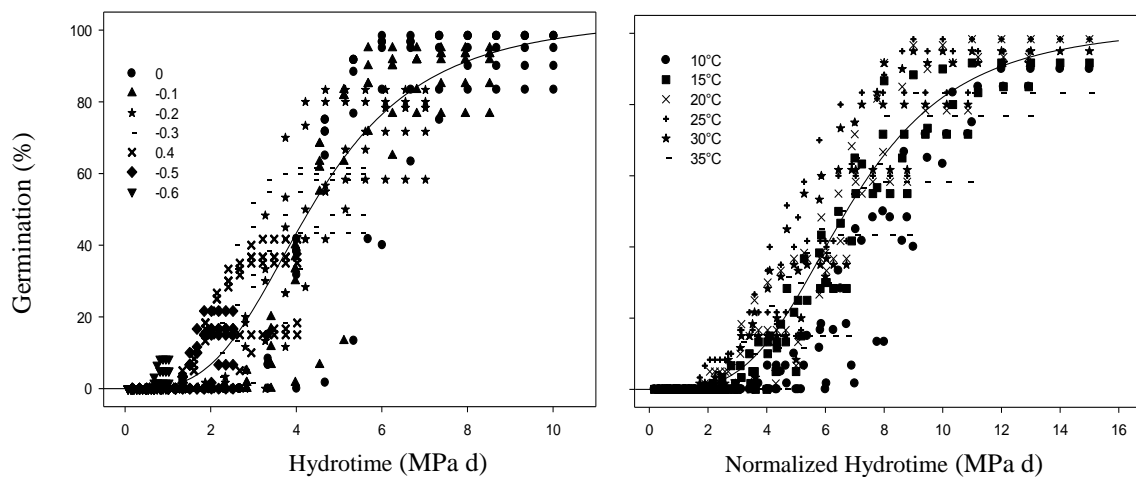 100
80
60
40
20
0
Germination (%)
0
-0.1
-0.2
-0.3
0.4
-0.5
-0.6
0 2 4 6 8 10
Hydrotime (MPa d)
10°C
15°C
20°C
25°C
30°C
35°C
0 2 4 6 8 10 12 14 16
Normalized Hydrotime (MPa d)